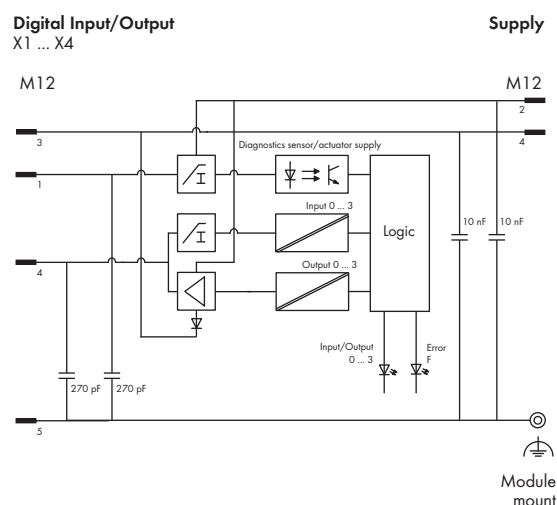 Digital Input/Output
Supply
X1 ... X4
M12
M12
2
3
4
Diagnostics sensor/actuator supply
1
I
Input 0 ... 3
10 nF
10 nF
I
Logic
4
Output 0 ... 3
Input/Output
0 ... 3
Error
F
270 pF
270 pF
5
Module
mount